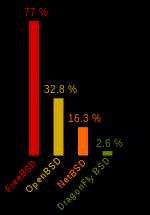 77 %
32.8 %
16.3 %
2.6 %
FreeBSD
OpenBSD
NetBSD
DragonFly BSD